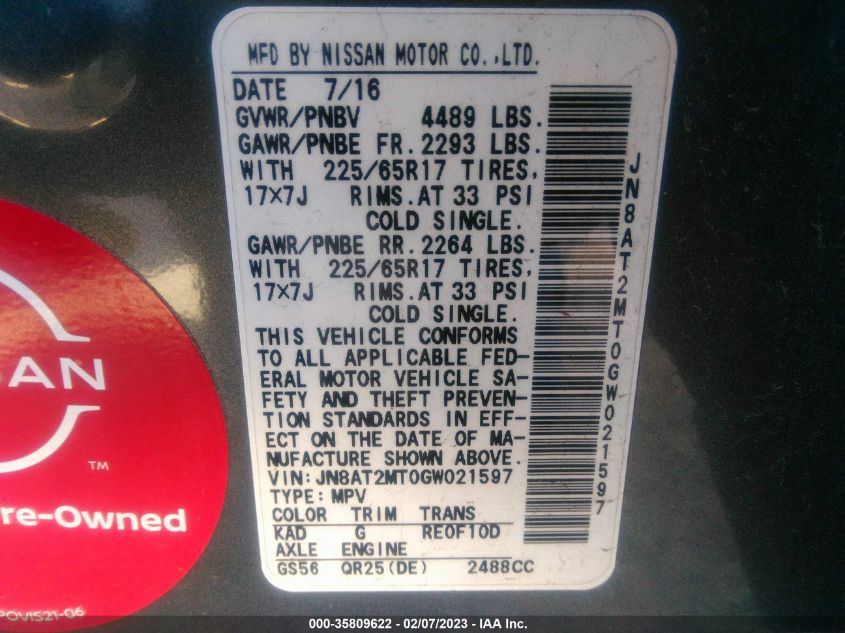 MFD BY NISSAN MOTOR CO.,LTD.
DATE 7/16
GVWR/PNBV 4489 LBS.
GAWR/PNBE FR. 2293 LBS.
WITH 225/65R17 TIRES,
17×7J RIMS.AT 33 PSI
COLD SINGLE.
GAWR/PNBE RR. 2264 LBS.
WITH 225/65R17 TIRES,
17×7J RIMS.AT 33 PSI
COLD SINGLE.
THIS VEHICLE CONFORMS
TO ALL APPLICABLE FED-
ERAL MOTOR VEHICLE SA-
FETY AND THEFT PREVEN-
TION STANDARDS IN EFF-
ECT ON THE DATE OF MA-
NUFACTURE SHOWN ABOVE.
VIN:JN8AT2MT0GW021597
TYPE:MPV
COLOR TRIM TRANS
KAD G RE0F10D
AXLE ENGINE
GS56 QR25(DE) 2488CC
JN8AT2MT0GW021597
SAN
TM
re-Owned
POVIS21-06
000-35809622 - 02/07/2023 - IAA Inc.